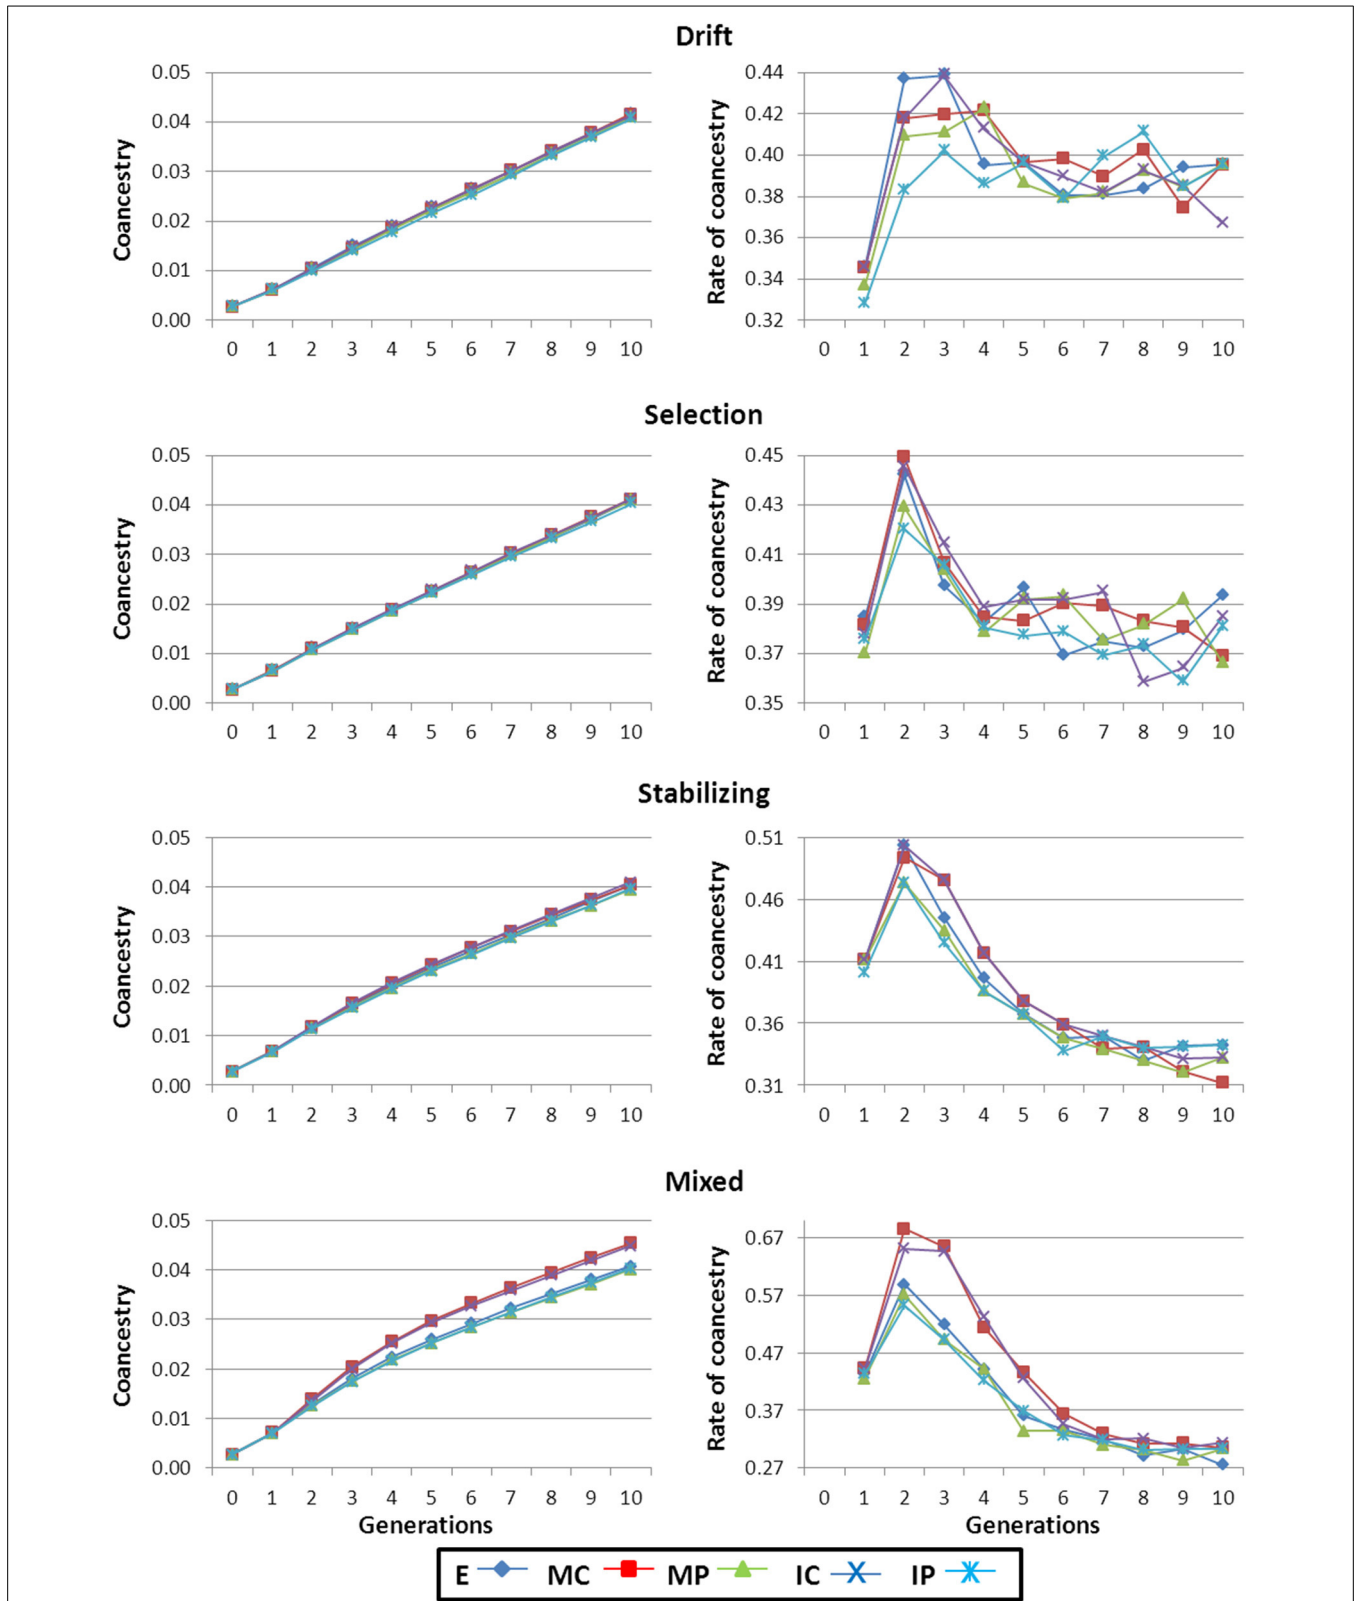 Drift
Coancestry
0.05
0.04
0.03
0.02
0.01
0.00
0 1 2 3 4 5 6 7 8 9 10
Rate of coancestry
0.44
0.42
0.40
0.38
0.36
0.34
0.32
0 1 2 3 4 5 6 7 8 9 10
Selection
Coancestry
0.05
0.04
0.03
0.02
0.01
0.00
0 1 2 3 4 5 6 7 8 9 10
Rate of coancestry
0.45
0.43
0.41
0.39
0.37
0.35
0 1 2 3 4 5 6 7 8 9 10
Stabilizing
Coancestry
0.05
0.04
0.03
0.02
0.01
0.00
0 1 2 3 4 5 6 7 8 9 10
Rate of coancestry
0.51
0.46
0.41
0.36
0.31
0 1 2 3 4 5 6 7 8 9 10
Mixed
Coancestry
0.05
0.04
0.03
0.02
0.01
0.00
0 1 2 3 4 5 6 7 8 9 10
Generations
Rate of coancestry
0.67
0.57
0.47
0.37
0.27
0 1 2 3 4 5 6 7 8 9 10
Generations
E MC MP IC IP